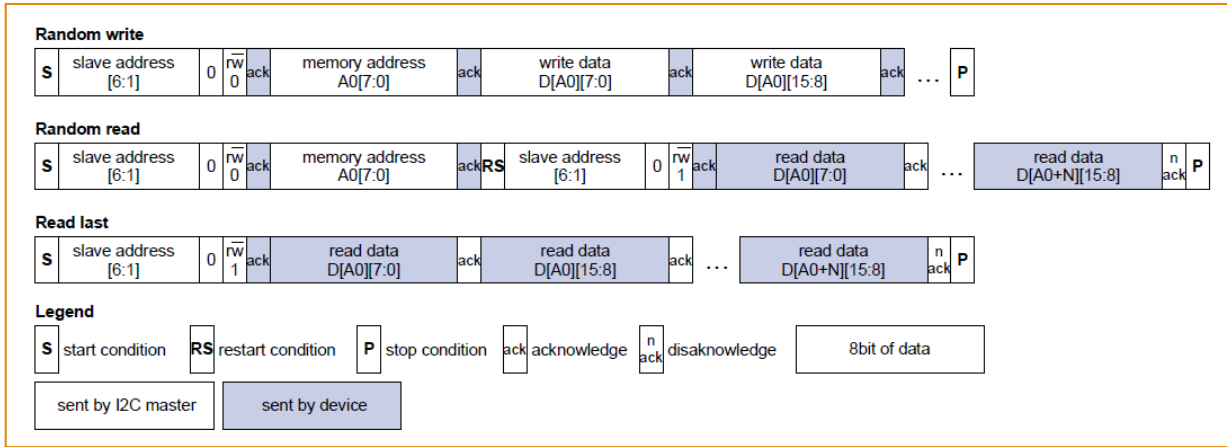 Random write
S slave address [6:1] 0 rw 0 ack memory address A0[7:0] ack write data D[A0][7:0] ack write data D[A0][15:8] ack ... P
Random read
S slave address [6:1] 0 rw 0 ack memory address A0[7:0] ack RS slave address [6:1] 0 rw 1 ack read data D[A0][7:0] ack ... read data D[A0+N][15:8] n ack P
Read last
S slave address [6:1] 0 rw 1 ack read data D[A0][7:0] ack read data D[A0][15:8] ack ... read data D[A0+N][15:8] n ack P
Legend
S start condition RS restart condition P stop condition ack acknowledge n ack disaknowledge 8bit of data
sent by I2C master sent by device